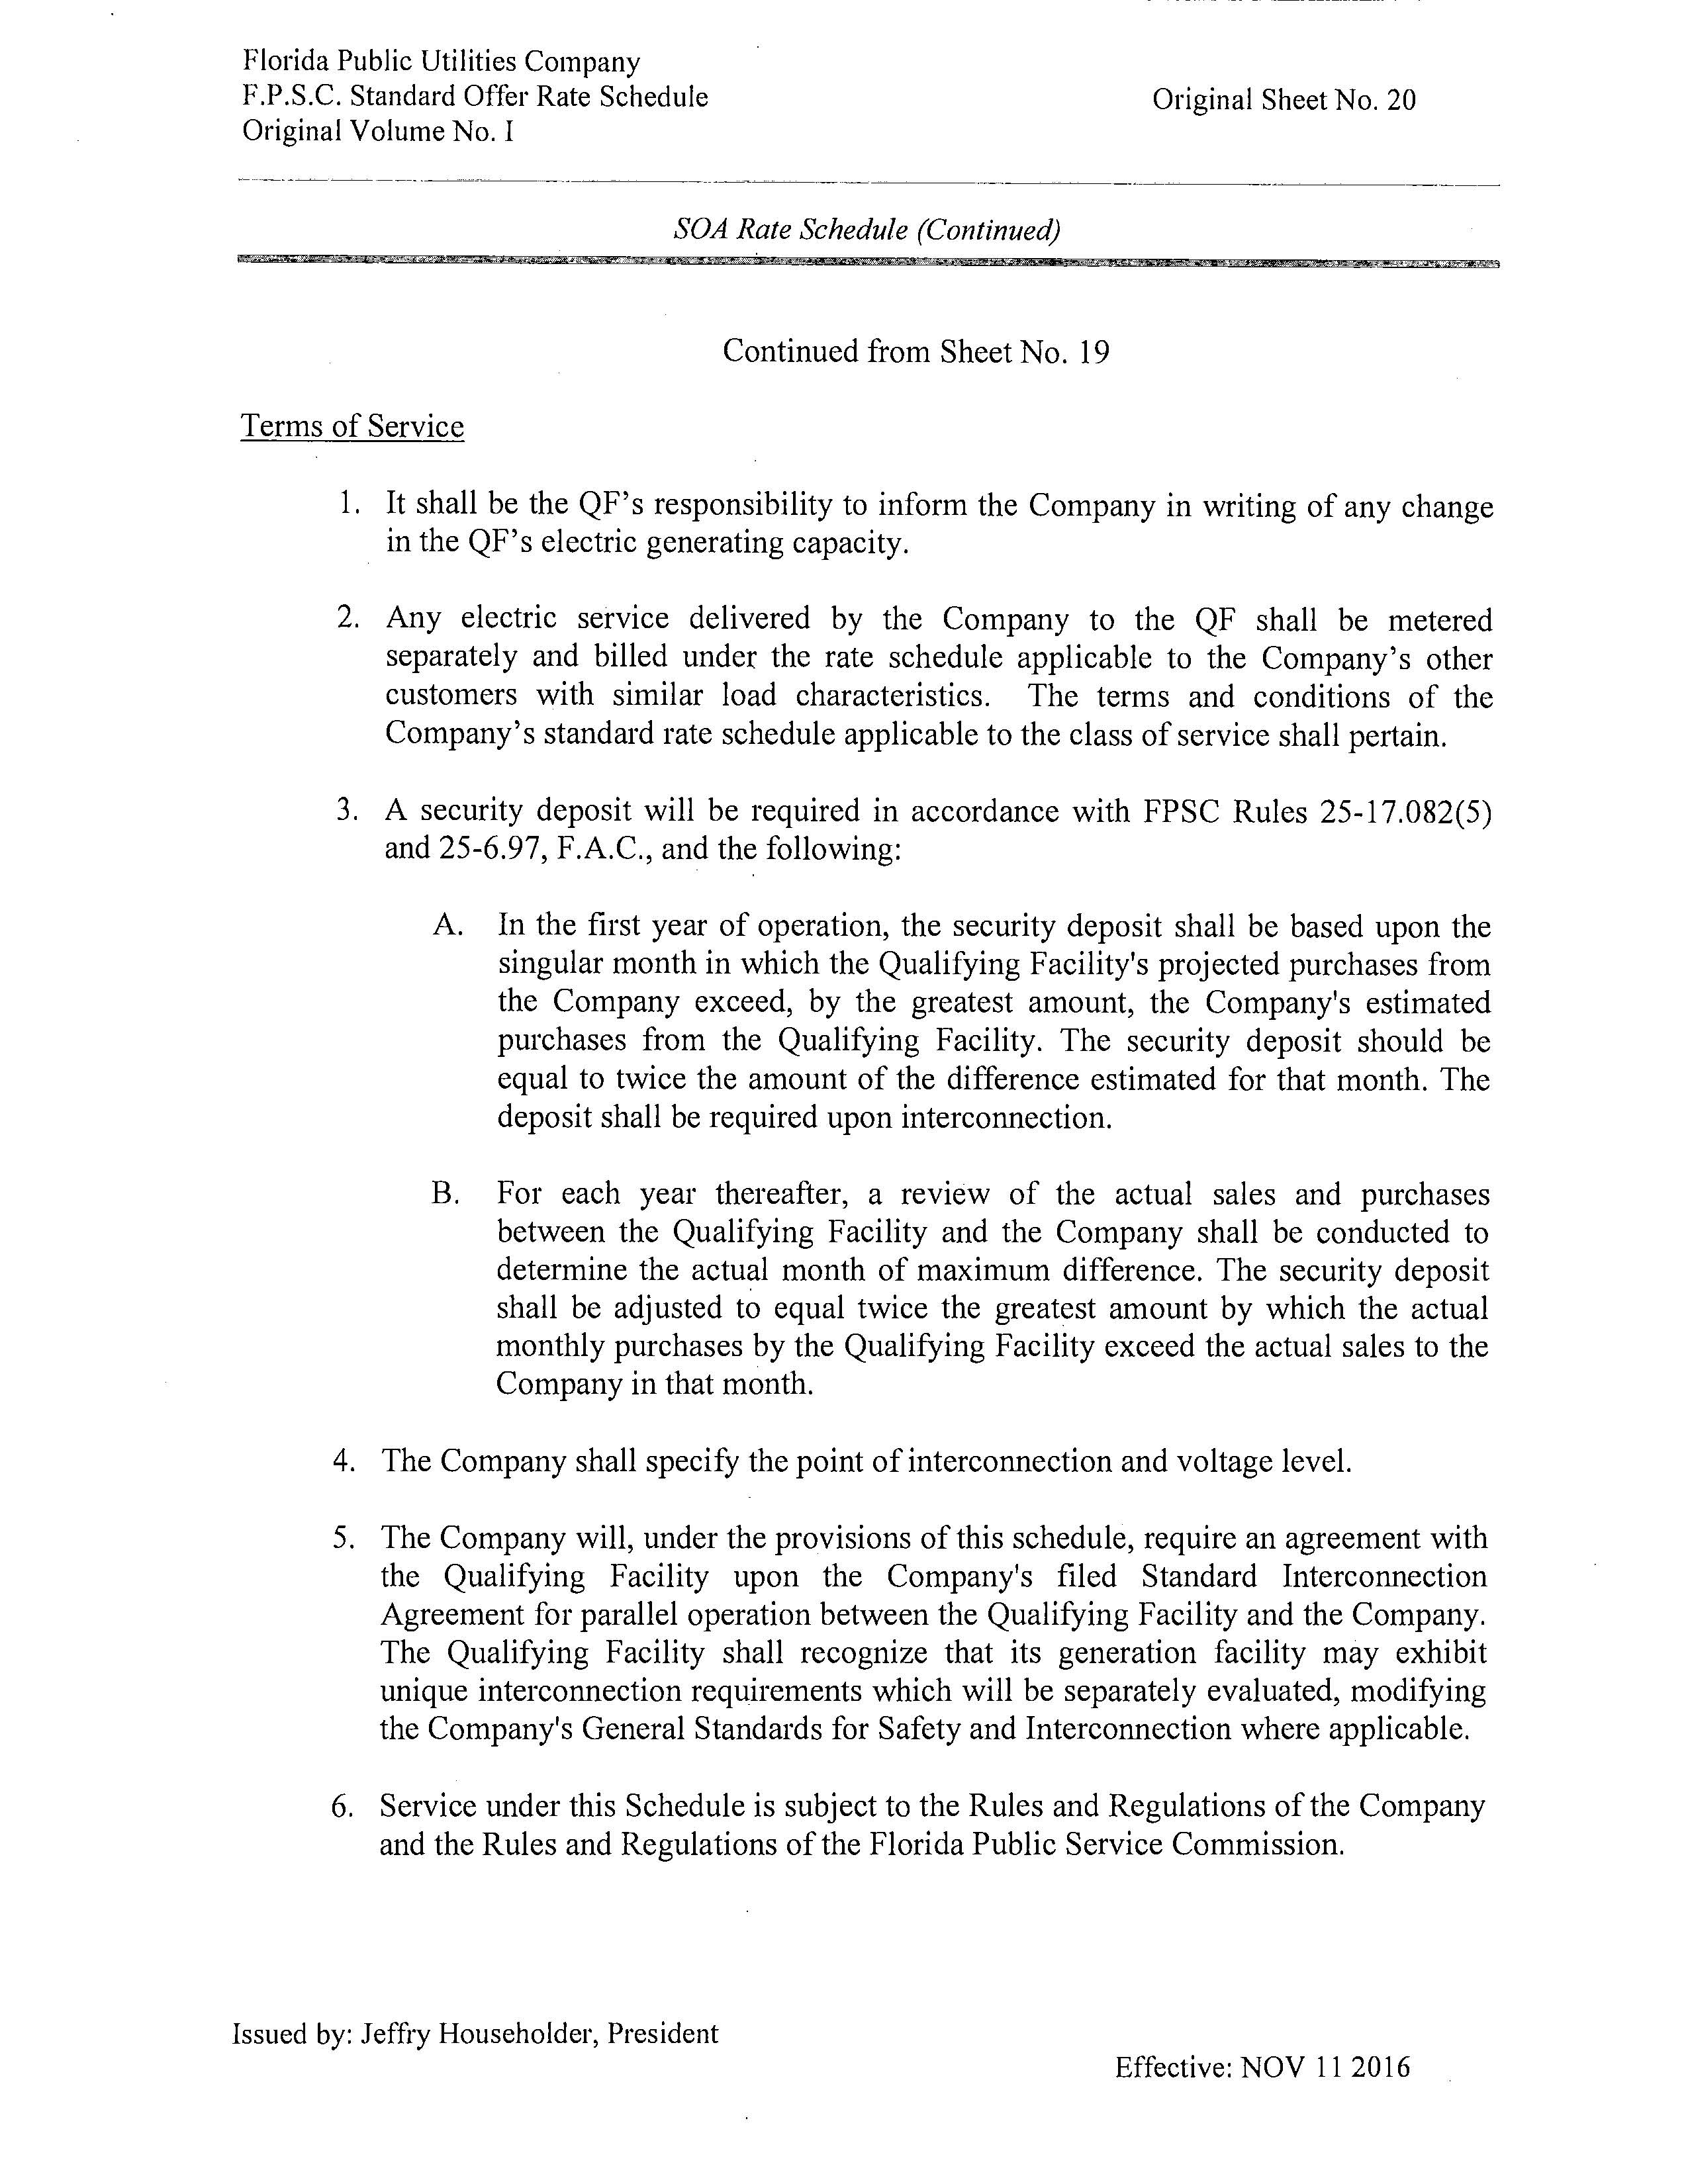 Florida Public Utilities Company
F.P.S.C. Standard Offer Rate Schedule
Original Sheet No. 20
Original Volume No. I
SOA Rate Schedule (Continued)
Continued from Sheet No. 19
Terms of Service
1. It shall be the QF's responsibility to inform the Company in writing of any change
in the QF's electric generating capacity.
2. Any electric service delivered by the Company to the QF shall be metered
separately and billed under the rate schedule applicable to the Company's other
customers with similar load characteristics. The terms and conditions of the
Company's standard rate schedule applicable to the class of service shall pertain.
3. A security deposit will be required in accordance with FPSC Rules 25-17.082(5)
and 25-6.97, F.A.C., and the following:
A. In the first year of operation, the security deposit shall be based upon the
singular month in which the Qualifying Facility's projected purchases from
the Company exceed, by the greatest amount, the Company's estimated
purchases from the Qualifying Facility. The security deposit should be
equal to twice the amount of the difference estimated for that month. The
deposit shall be required upon interconnection.
B. For each year thereafter, a review of the actual sales and purchases
between the Qualifying Facility and the Company shall be conducted to
determine the actual month of maximum difference. The security deposit
shall be adjusted to equal twice the greatest amount by which the actual
monthly purchases by the Qualifying Facility exceed the actual sales to the
Company in that month.
4. The Company shall specify the point of interconnection and voltage level.
5. The Company will, under the provisions of this schedule, require an agreement with
the Qualifying Facility upon the Company's filed Standard Interconnection
Agreement for parallel operation between the Qualifying Facility and the Company.
The Qualifying Facility shall recognize that its generation facility may exhibit
unique interconnection requirements which will be separately evaluated, modifying
the Company's General Standards for Safety and Interconnection where applicable.
6. Service under this Schedule is subject to the Rules and Regulations of the Company
and the Rules and Regulations of the Florida Public Service Commission.
Issued by: Jeffry Householder, President
Effective: NOV 11 2016